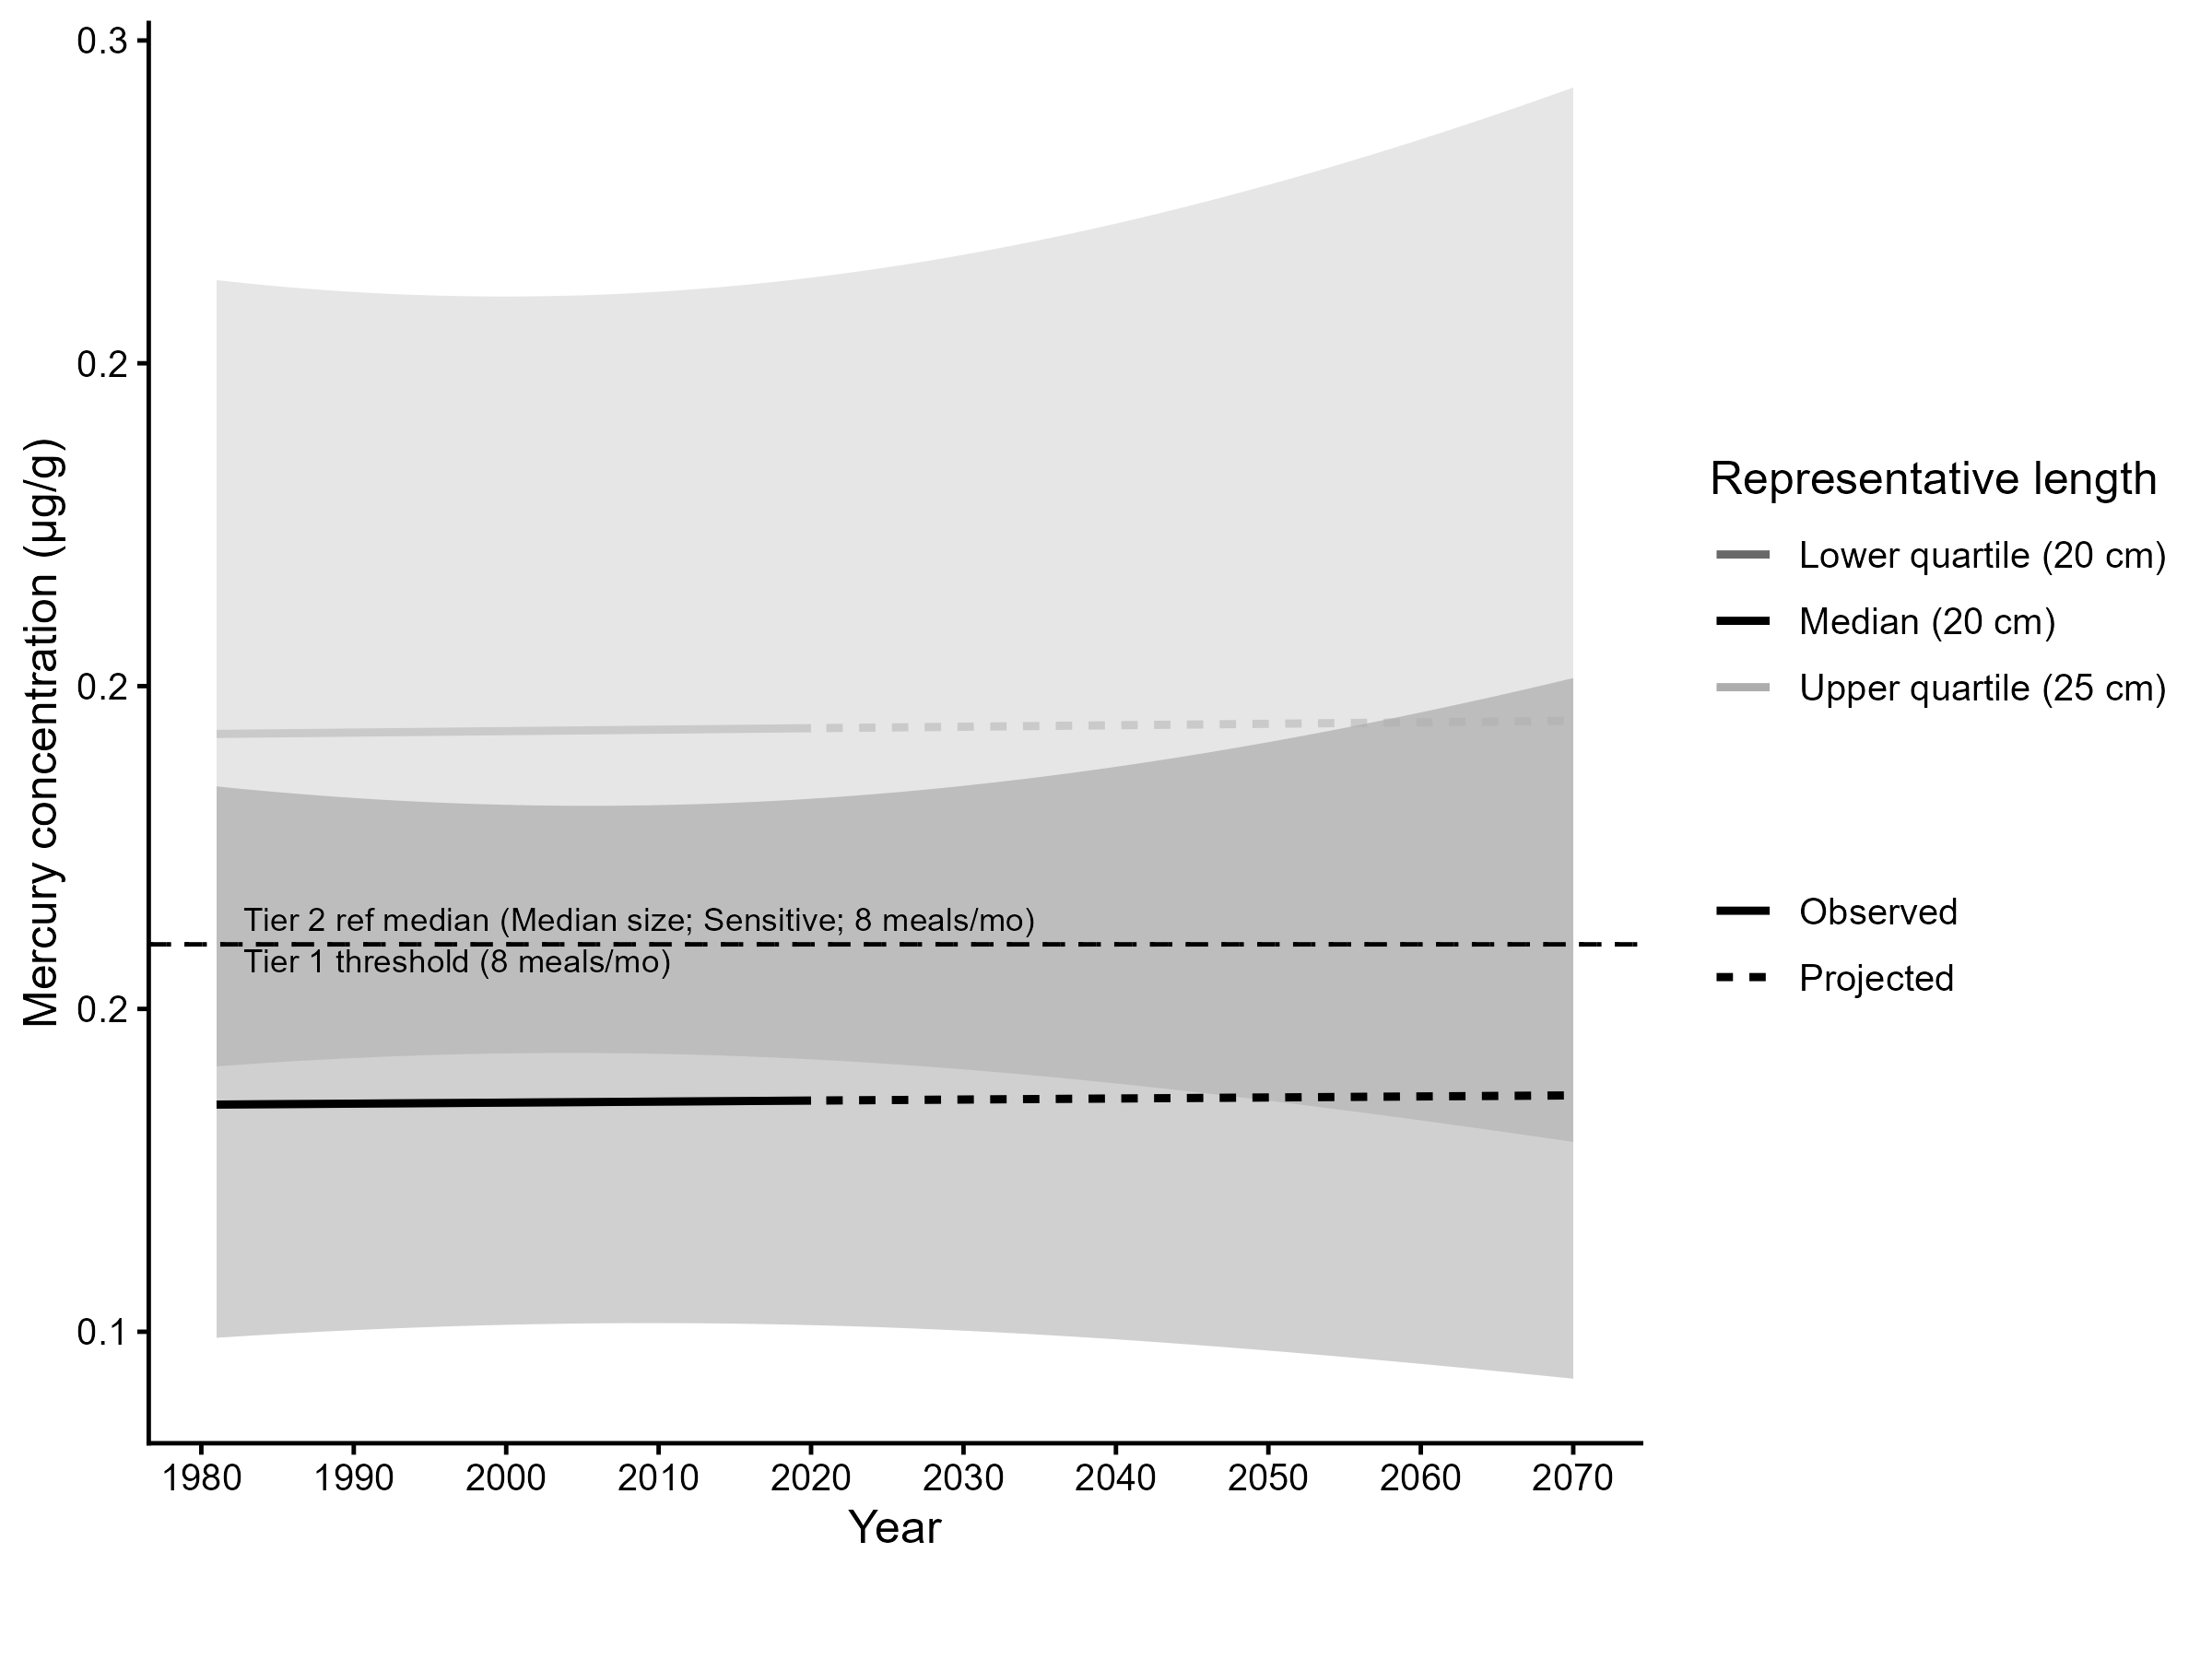 Mercury concentration (µg/g)
0.3
0.2
0.2
0.2
0.1
Tier 2 ref median (Median size; Sensitive; 8 meals/mo)
Tier 1 threshold (8 meals/mo)
1980 1990 2000 2010 2020 2030 2040 2050 2060 2070
Year
Representative length
Lower quartile (20 cm)
Median (20 cm)
Upper quartile (25 cm)
Observed
Projected